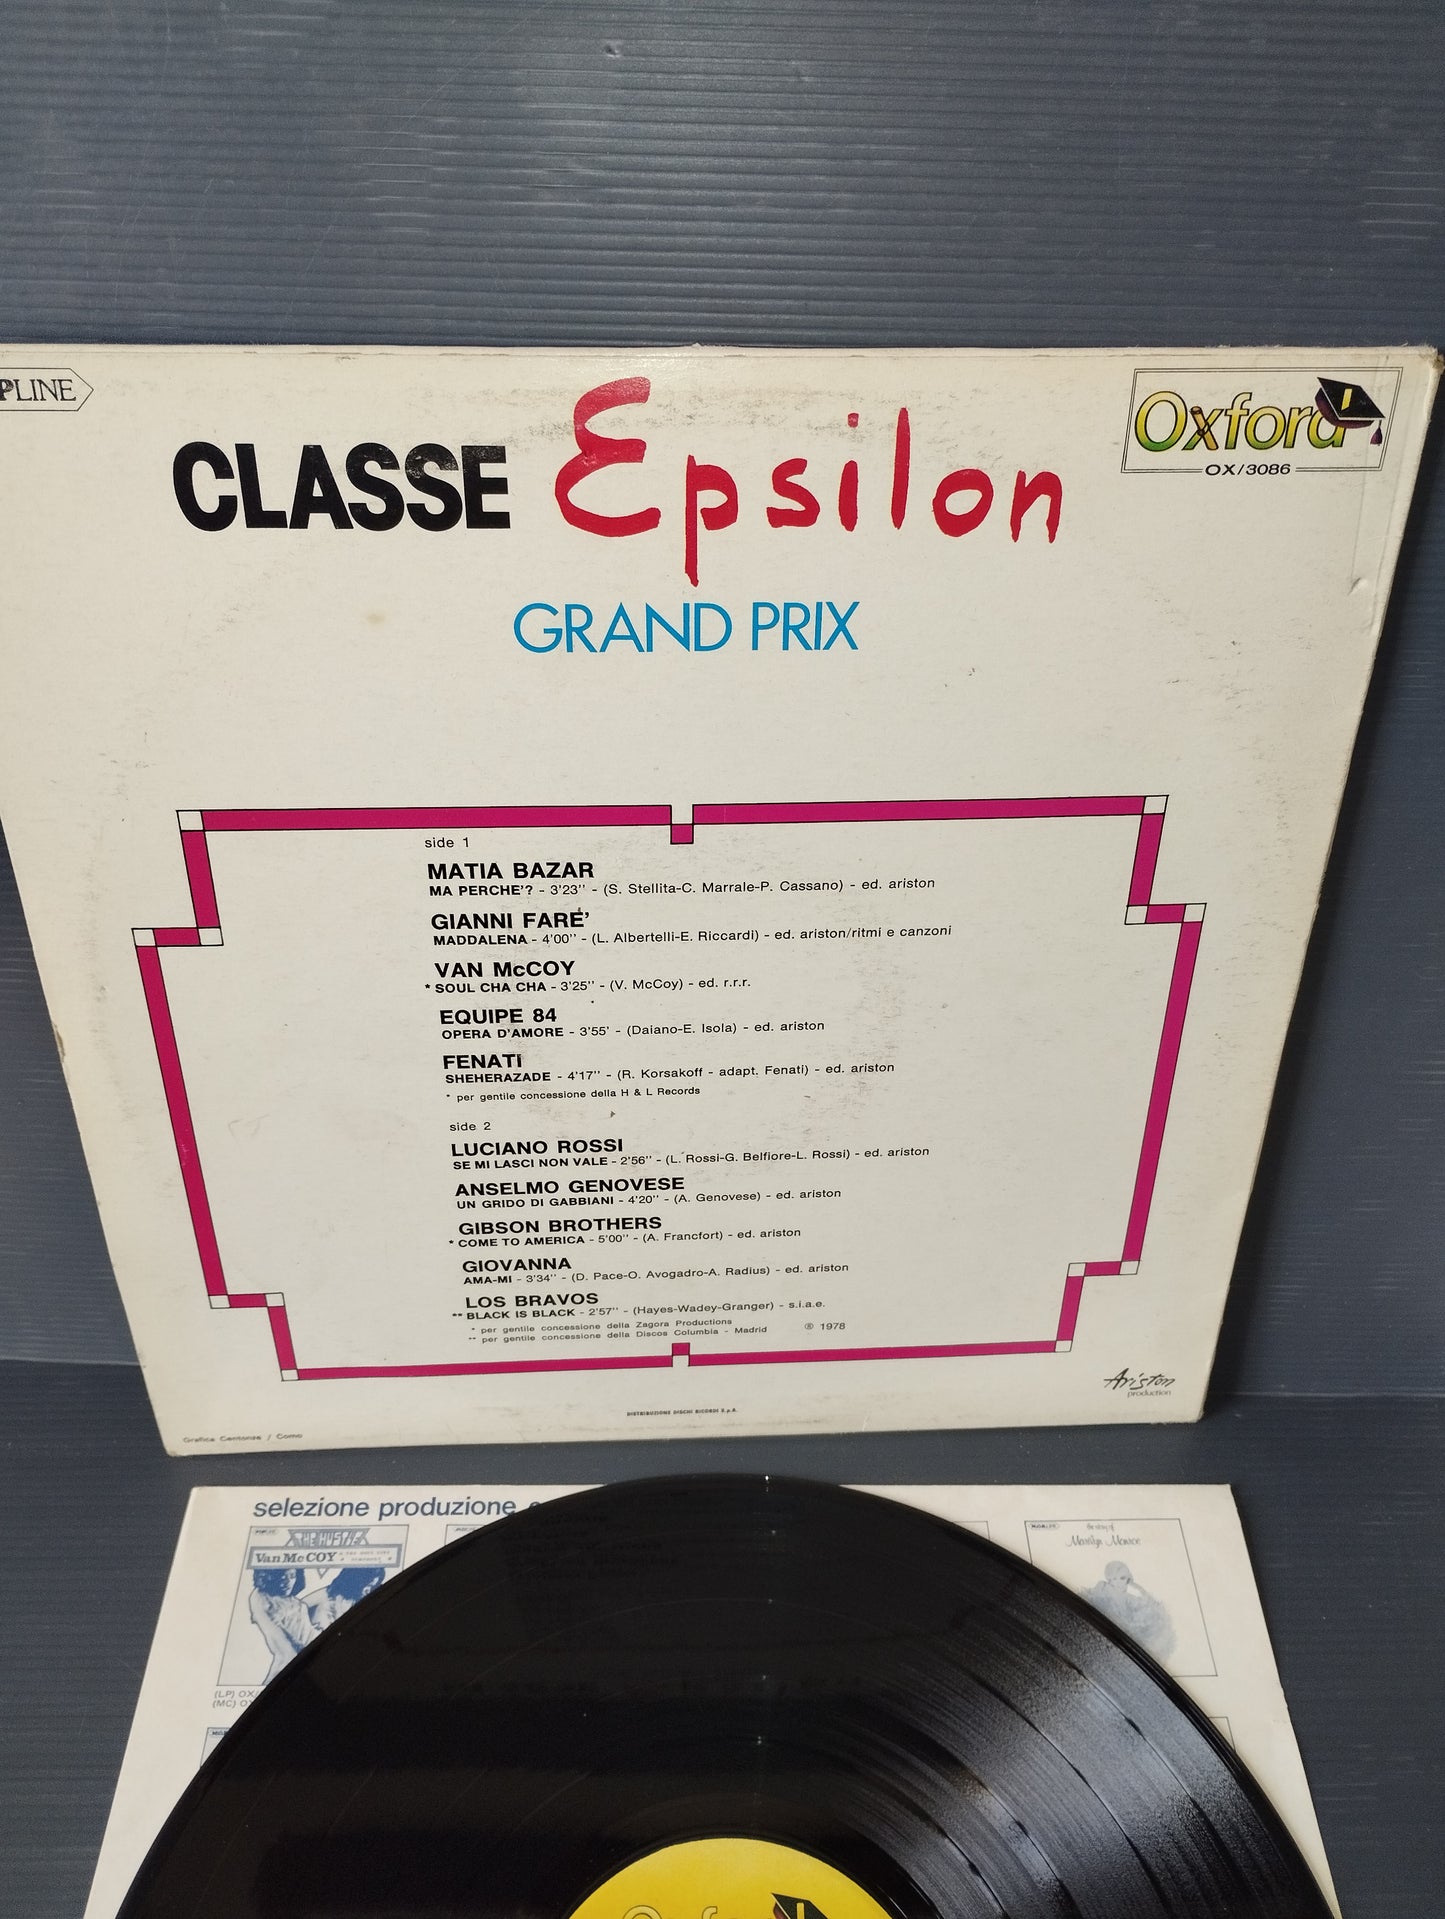 PLINE
Oxford
OX/3086
CLASSE Epsilon
GRAND PRIX
side 1
MATIA BAZAR
MA PERCHE'? - 3'23'' - (S. Stellita-C. Marrale-P. Cassano) - ed. ariston
GIANNI FARE'
MADDALENA - 4'00'' - (L. Albertelli-E. Riccardi) - ed. ariston/ritmi e canzoni
VAN McCOY
* SOUL CHA CHA - 3'25'' - (V. McCoy) - ed. r.r.r.
EQUIPE 84
OPERA D'AMORE - 3'55' - (Daiano-E. Isola) - ed. ariston
FENATI
SHEHERAZADE - 4'17'' - (R. Korsakoff - adapt. Fenati) - ed. ariston
* per gentile concessione della H & L Records
side 2
LUCIANO ROSSI
SE MI LASCI NON VALE - 2'56'' - (L. Rossi-G. Belfiore-L. Rossi) - ed. ariston
ANSELMO GENOVESE
UN GRIDO DI GABBIANI - 4'20'' - (A. Genovese) - ed. ariston
GIBSON BROTHERS
* COME TO AMERICA - 5'00'' - (A. Francfort) - ed. ariston
GIOVANNA
AMA-MI - 3'34'' - (D. Pace-O. Avogadro-A. Radius) - ed. ariston
LOS BRAVOS
** BLACK IS BLACK - 2'57'' - (Hayes-Wadey-Granger) - s.i.a.e.
* per gentile concessione della Zagora Productions
** per gentile concessione della Discos Columbia - Madrid
℗ 1978
Ariston
production
DISTRIBUZIONE DISCHI RICORDI S.p.A.
Grafica Centonze / Como
selezione produzione
THE HUSTLE
Van McCOY
the story of
Marilyn Monroe
(LP) OX/
(MC) O